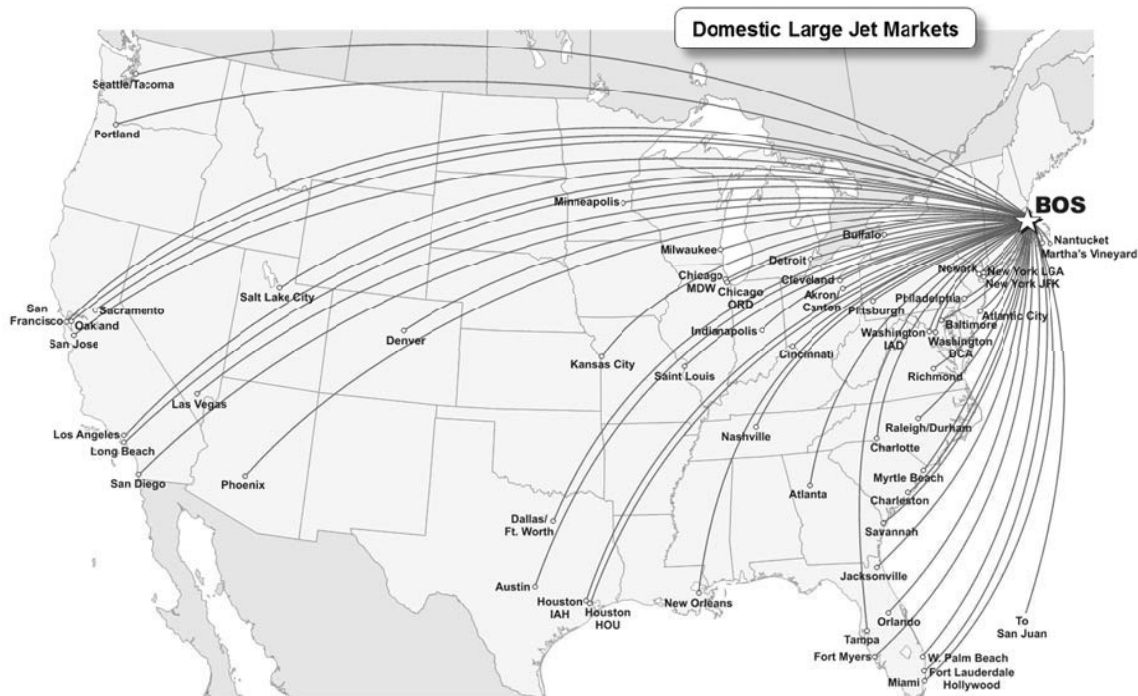 Domestic Large Jet Markets
Seattle/Tacoma
Portland
Minneapolis
BOS
Buffalo
Nantucket
Martha's Vineyard
Milwaukee
Detroit
Newark
New York LGA
New York JFK
Chicago
MDW
Chicago
ORD
Cleveland
Akron/
Canton
Pittsburgh
Philadelphia
Atlantic City
Salt Lake City
Sacramento
San
Francisco
Oakland
San Jose
Denver
Kansas City
Indianapolis
Saint Louis
Cincinnati
Washington
IAD
Baltimore
Washington
DCA
Richmond
Las Vegas
Los Angeles
Long Beach
San Diego
Phoenix
Nashville
Raleigh/Durham
Charlotte
Myrtle Beach
Atlanta
Charleston
Dallas/
Ft. Worth
Savannah
Austin
Houston
IAH
Houston
HOU
New Orleans
Jacksonville
Orlando
Tampa
To
San Juan
Fort Myers
W. Palm Beach
Fort Lauderdale
Hollywood
Miami